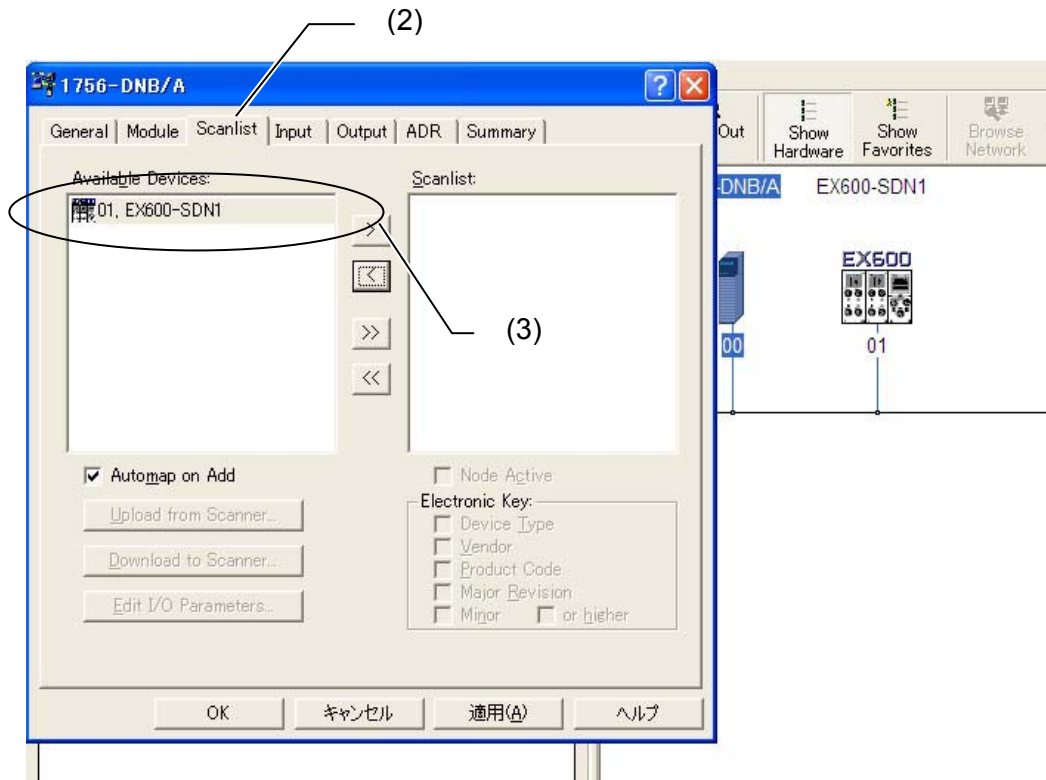 (2)
1756-DNB/A
General Module Scanlist Input Output ADR Summary
Available Devices:
Scanlist:
01, EX600-SDN1
>
<
>>
<<
(3)
Automap on Add
Upload from Scanner...
Download to Scanner...
Edit I/O Parameters...
Node Active
Electronic Key:
Device Type
Vendor
Product Code
Major Revision
Minor or higher
OK キャンセル 適用(A) ヘルプ
Out
Show
Hardware
Show
Favorites
Browse
Network
-DNB/A EX600-SDN1
EX600
00 01